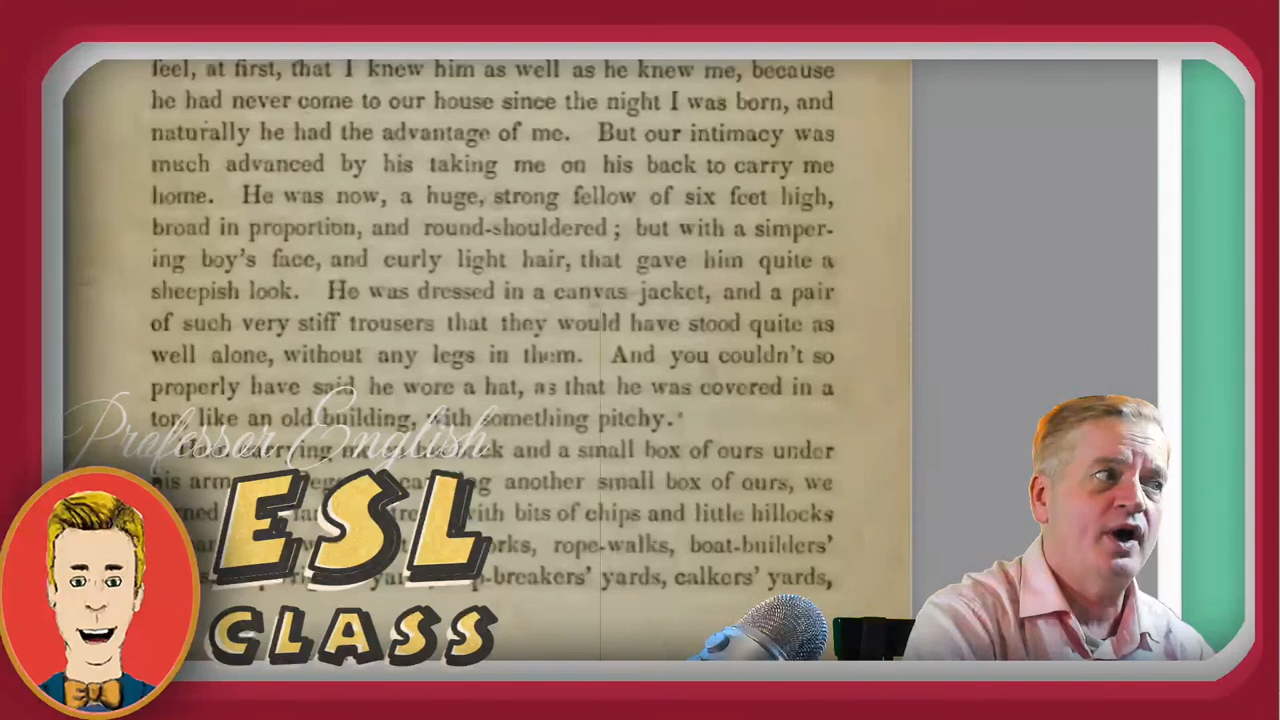 feel, at first, that I knew him as well as he knew me, because
he had never come to our house since the night I was born, and
naturally he had the advantage of me. But our intimacy was
much advanced by his taking me on his back to carry me
home. He was now, a huge, strong fellow of six feet high,
broad in proportion, and round-shouldered; but with a simper-
ing boy's face, and curly light hair, that gave him quite a
sheepish look. He was dressed in a canvas jacket, and a pair
of such very stiff trousers that they would have stood quite as
well alone, without any legs in them. And you couldn't so
properly have said he wore a hat, as that he was covered in a
top, like an old building, with something pitchy.
and a small box of ours under
his arm another small box of ours, we
with bits of chips and little hillocks
rope-walks, boat-builders'
yards, calkers' yards,
Professor English
ESL
CLASS